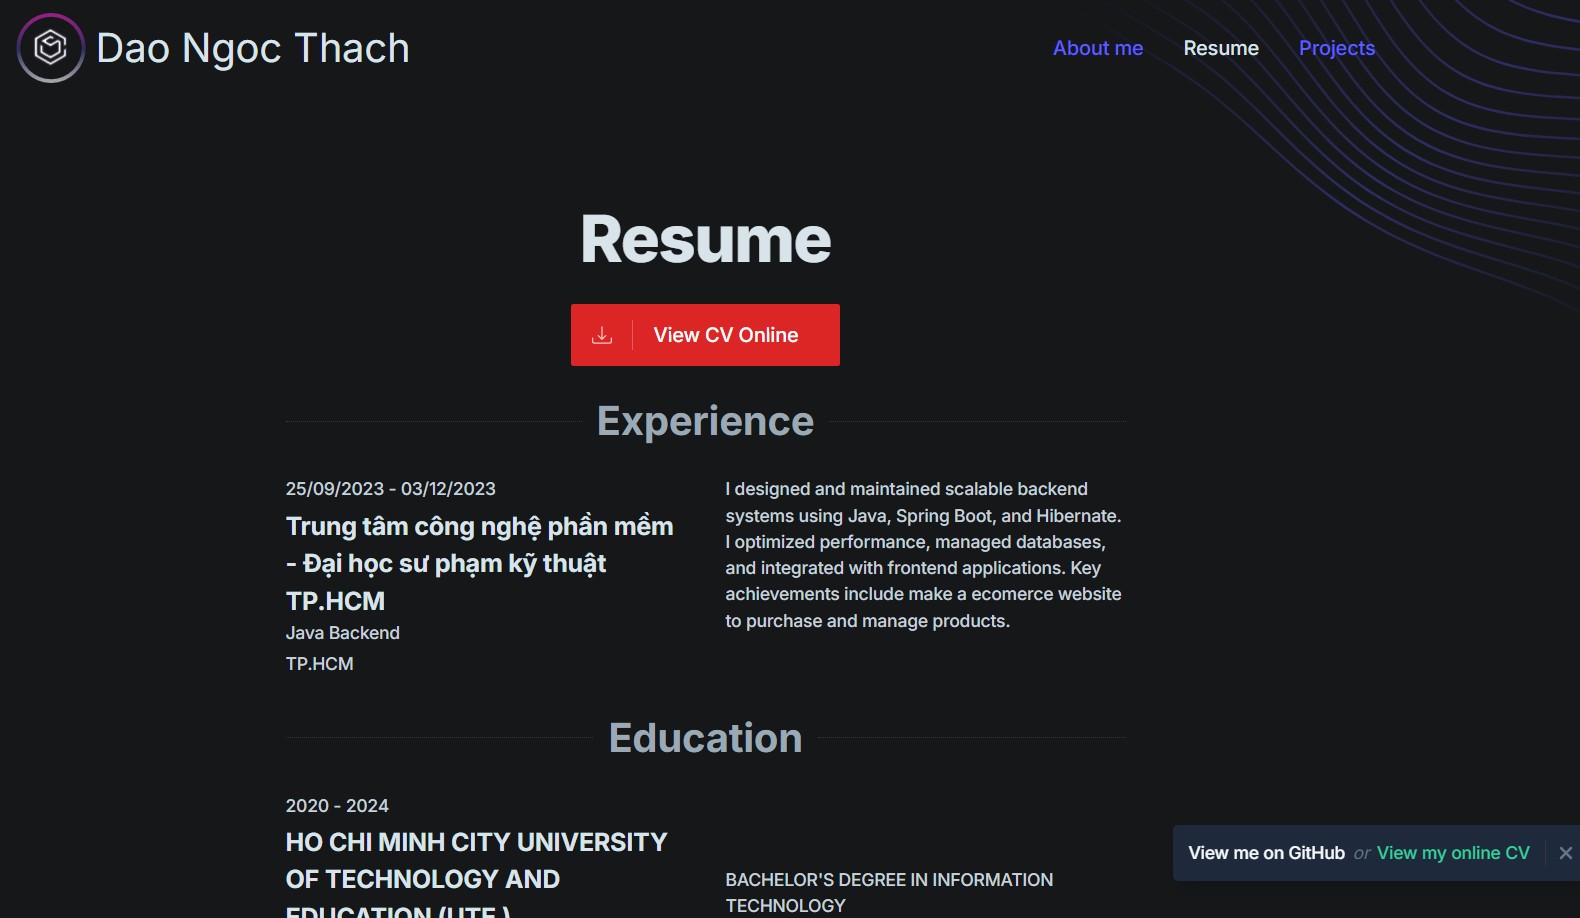 Dao Ngoc Thach
About me
Resume
Projects
Resume
View CV Online
Experience
25/09/2023 - 03/12/2023
Trung tâm công nghệ phần mềm
- Đại học sư phạm kỹ thuật
TP.HCM
Java Backend
TP.HCM
I designed and maintained scalable backend
systems using Java, Spring Boot, and Hibernate.
I optimized performance, managed databases,
and integrated with frontend applications. Key
achievements include make a ecomerce website
to purchase and manage products.
Education
2020 - 2024
HO CHI MINH CITY UNIVERSITY
OF TECHNOLOGY AND
EDUCATION (UTE )
BACHELOR'S DEGREE IN INFORMATION
TECHNOLOGY
View me on GitHub or View my online CV